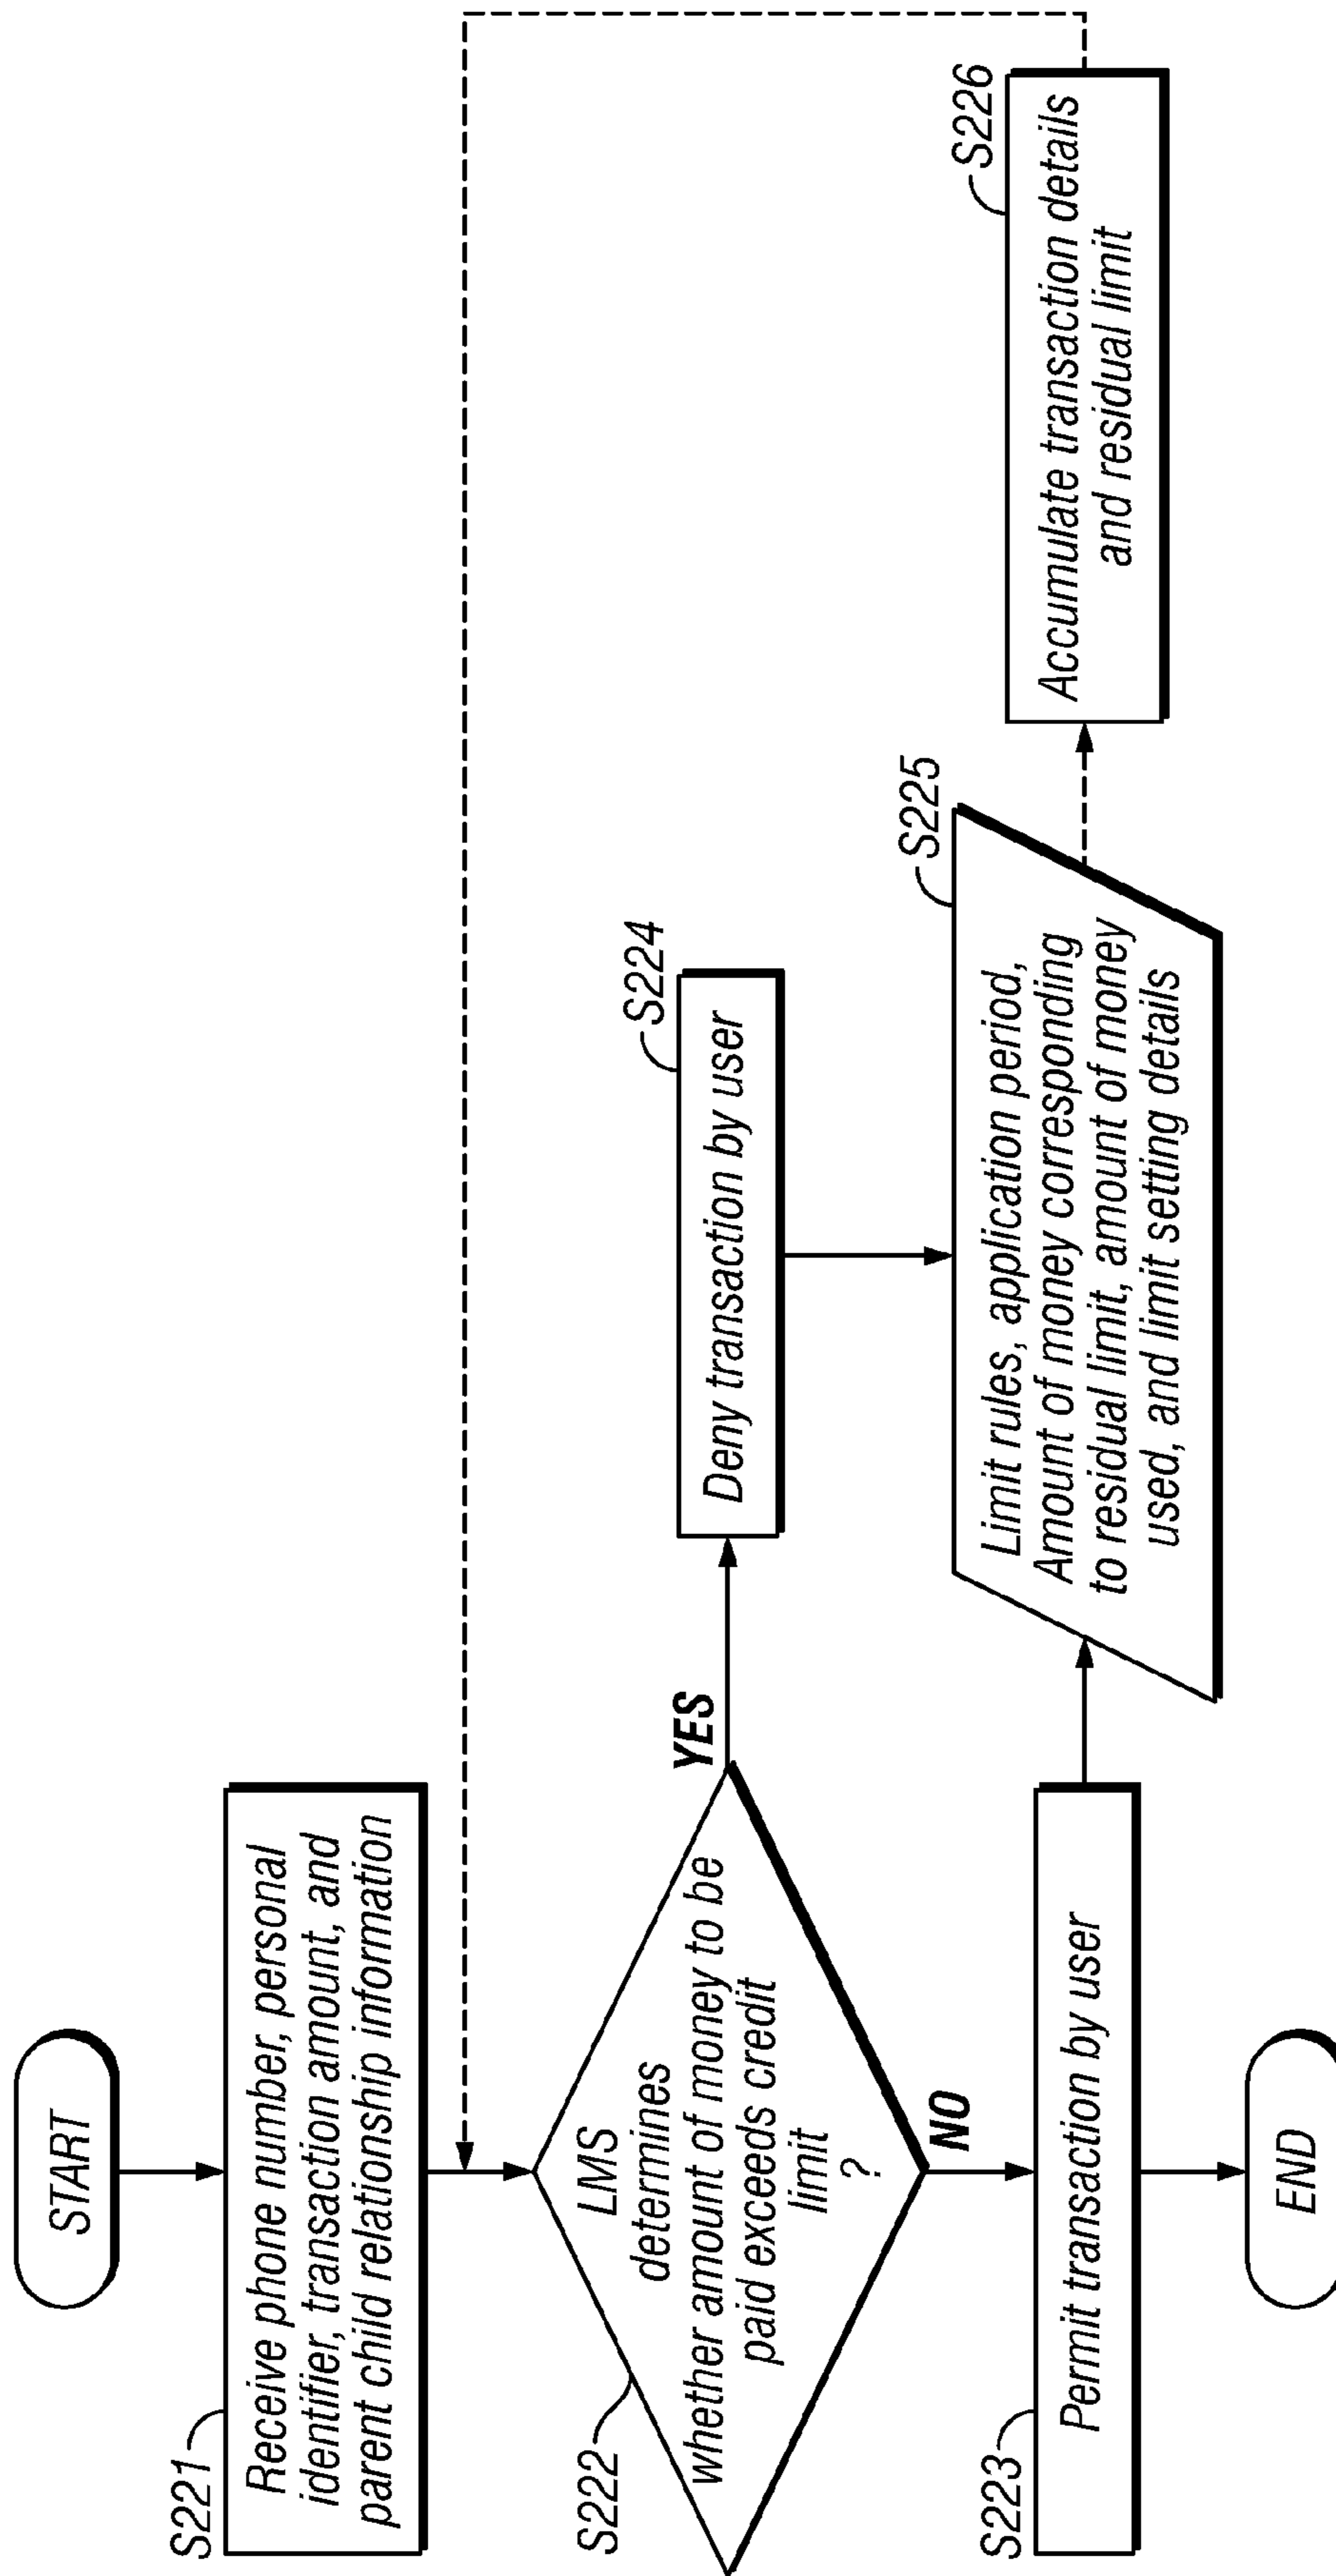 START
S221
Receive phone number, personal
identifier, transaction amount, and
parent child relationship information
S222
LMS
determines
whether amount of money to be
paid exceeds credit
limit
?
YES
NO
S224
Deny transaction by user
S223
Permit transaction by user
S225
Limit rules, application period,
Amount of money corresponding
to residual limit, amount of money
used, and limit setting details
S226
Accumulate transaction details
and residual limit
END